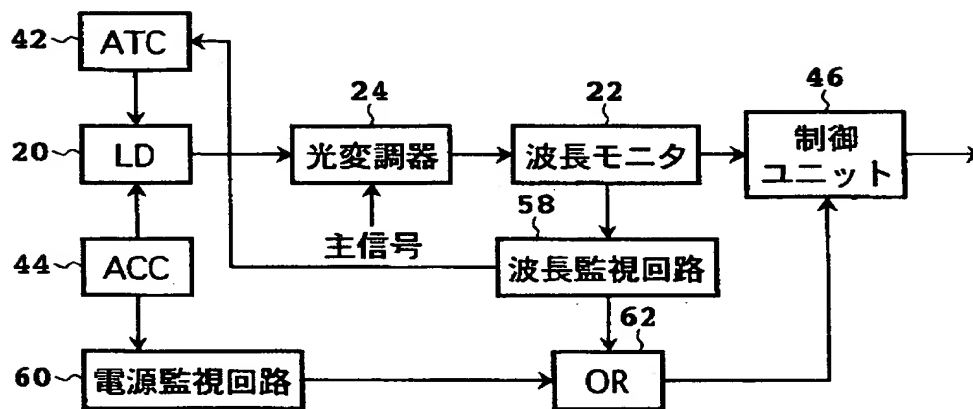 42
ATC
24
22
46
20
LD
光変調器
波長モニタ
制御
ユニット
主信号
58
44
ACC
波長監視回路
62
60
電源監視回路
OR